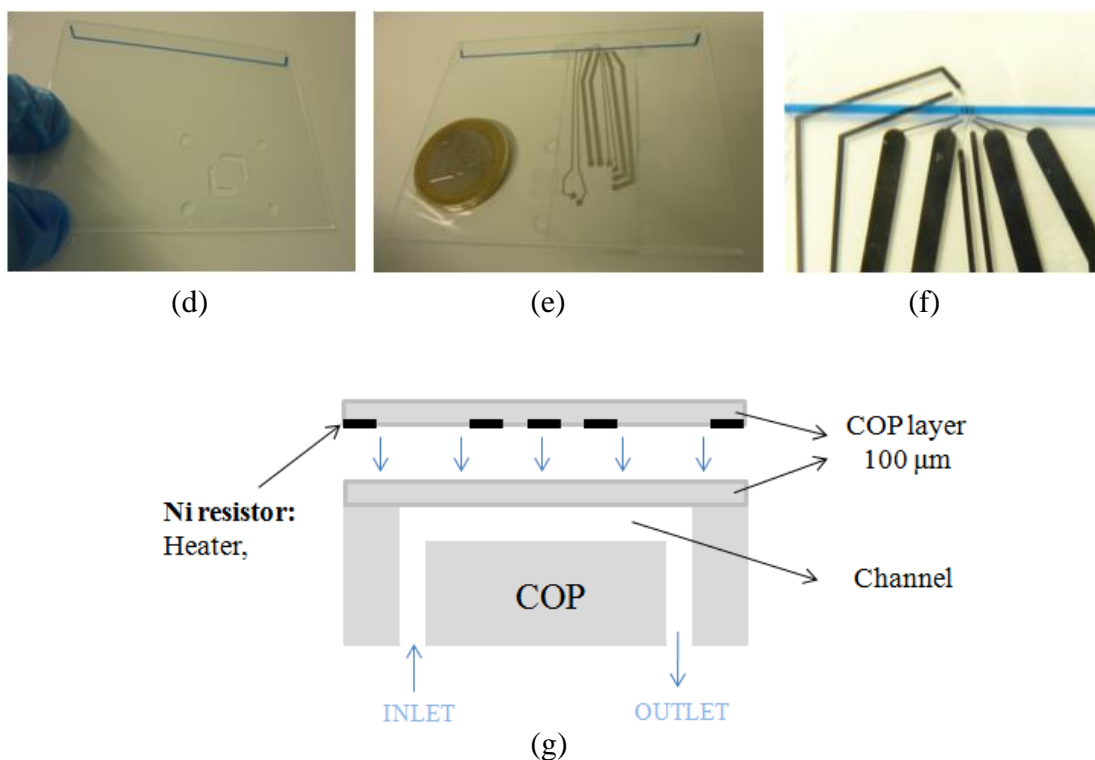 (d)
(e)
(f)
COP layer
100 µm
Ni resistor:
Heater,
Channel
COP
INLET
OUTLET
(g)